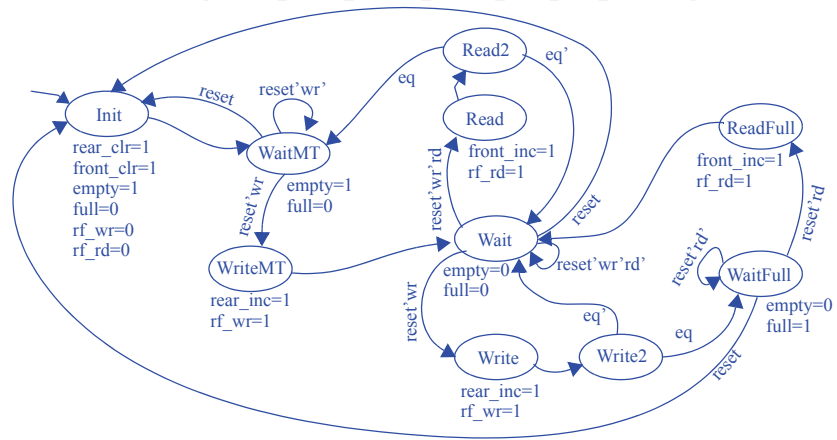 Init
rear_clr=1
front_clr=1
empty=1
full=0
rf_wr=0
rf_rd=0
reset
reset’wr’
WaitMT
empty=1
full=0
reset’wr
WriteMT
rear_inc=1
rf_wr=1
eq
Read2
eq’
Read
front_inc=1
rf_rd=1
reset’wr’rd
Wait
empty=0
full=0
reset
reset’wr’rd’
reset’wr
Write
rear_inc=1
rf_wr=1
eq’
Write2
eq
ReadFull
front_inc=1
rf_rd=1
reset’rd
reset’rd’
WaitFull
empty=0
full=1
reset